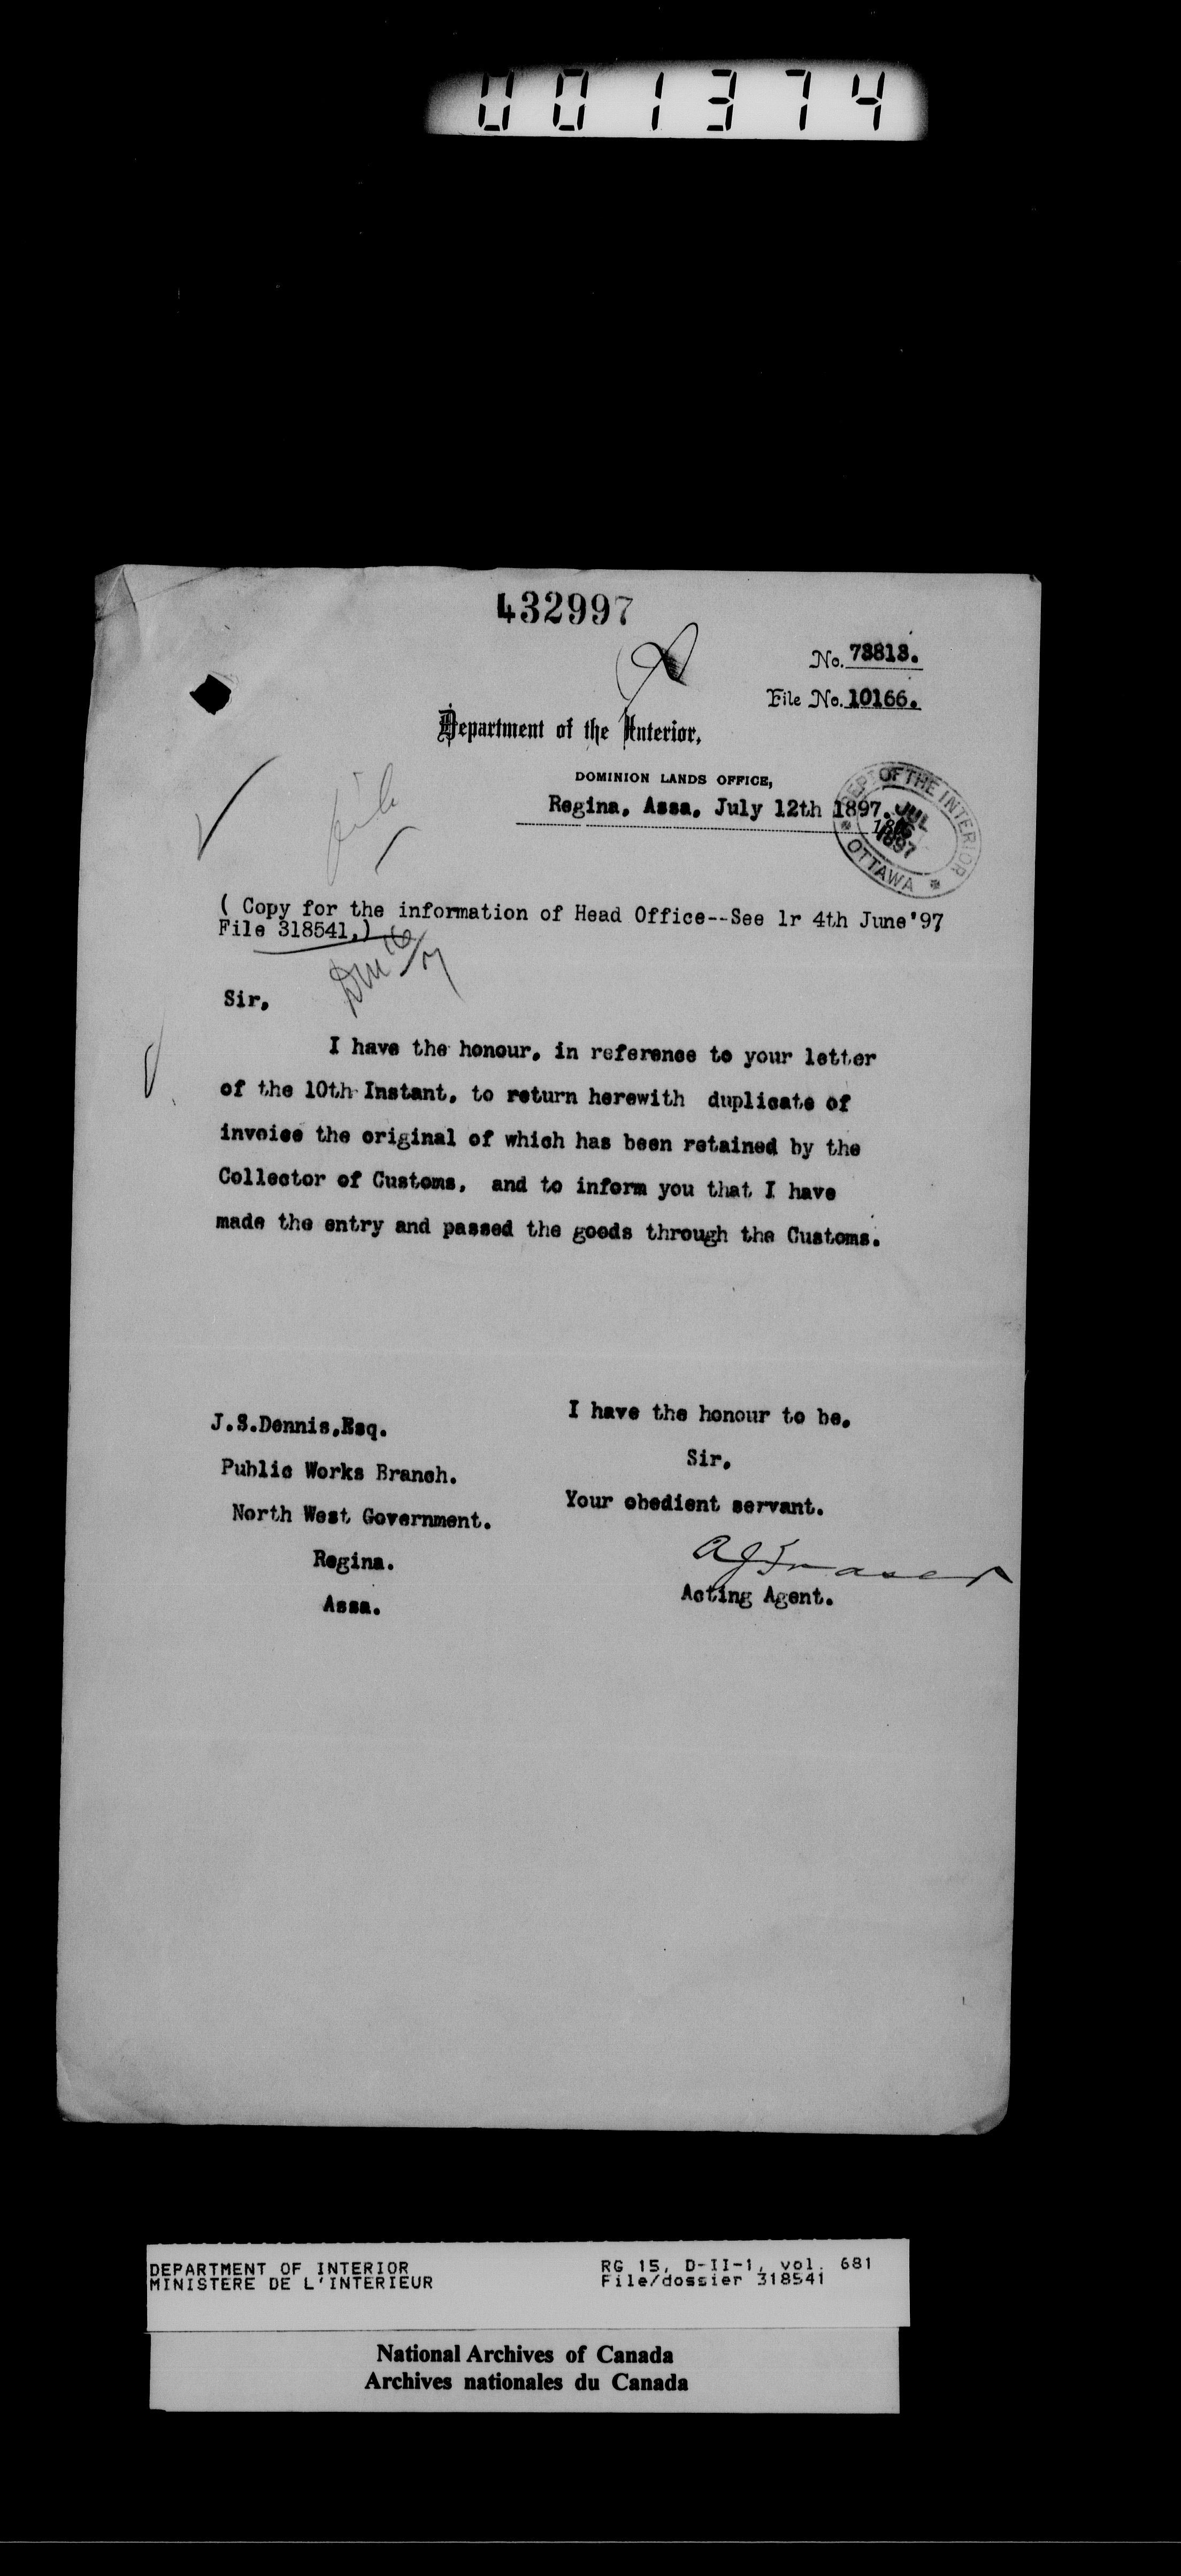 001374
432997
No. 73813.
File No. 10166.
Department of the Interior,
DOMINION LANDS OFFICE,
Regina, Assa, July 12th 1897.
DEPT OF THE INTERIOR
JUL
1897
OTTAWA
file
( Copy for the information of Head Office--See lr 4th June'97
File 318541.)
Sir,
I have the honour, in reference to your letter
of the 10th Instant, to return herewith duplicate of
invoice the original of which has been retained by the
Collector of Customs, and to inform you that I have
made the entry and passed the goods through the Customs.
I have the honour to be,
Sir,
Your obedient servant.
A J Fraser
Acting Agent.
J.S.Dennis,Esq.
Public Works Branch.
North West Government.
Regina.
Assa.
DEPARTMENT OF INTERIOR
MINISTERE DE L'INTERIEUR
RG 15, D-II-1, vol. 681
File/dossier 318541
National Archives of Canada
Archives nationales du Canada